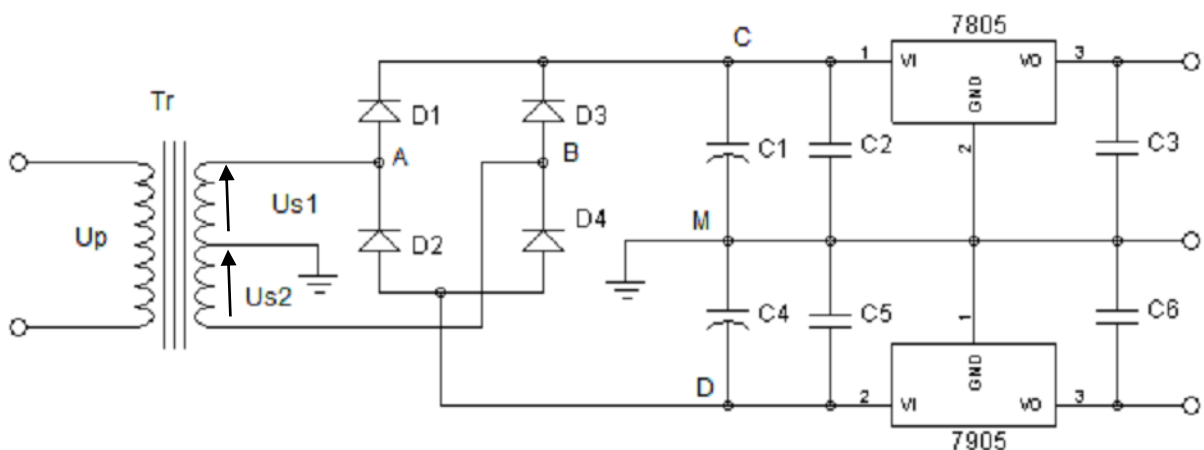 7805
C
1 VI VO 3
GND
2
Tr
D1
D3
A
B
C1
C2
C3
Us1
Up
D2
D4
M
Us2
C4
C5
1
C6
GND
D
2 VI VO 3
7905